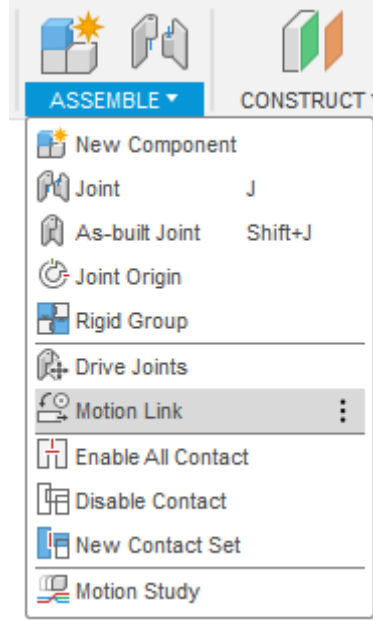 ASSEMBLE CONSTRUCT
New Component
Joint J
As-built Joint Shift+J
Joint Origin
Rigid Group
Drive Joints
Motion Link
Enable All Contact
Disable Contact
New Contact Set
Motion Study